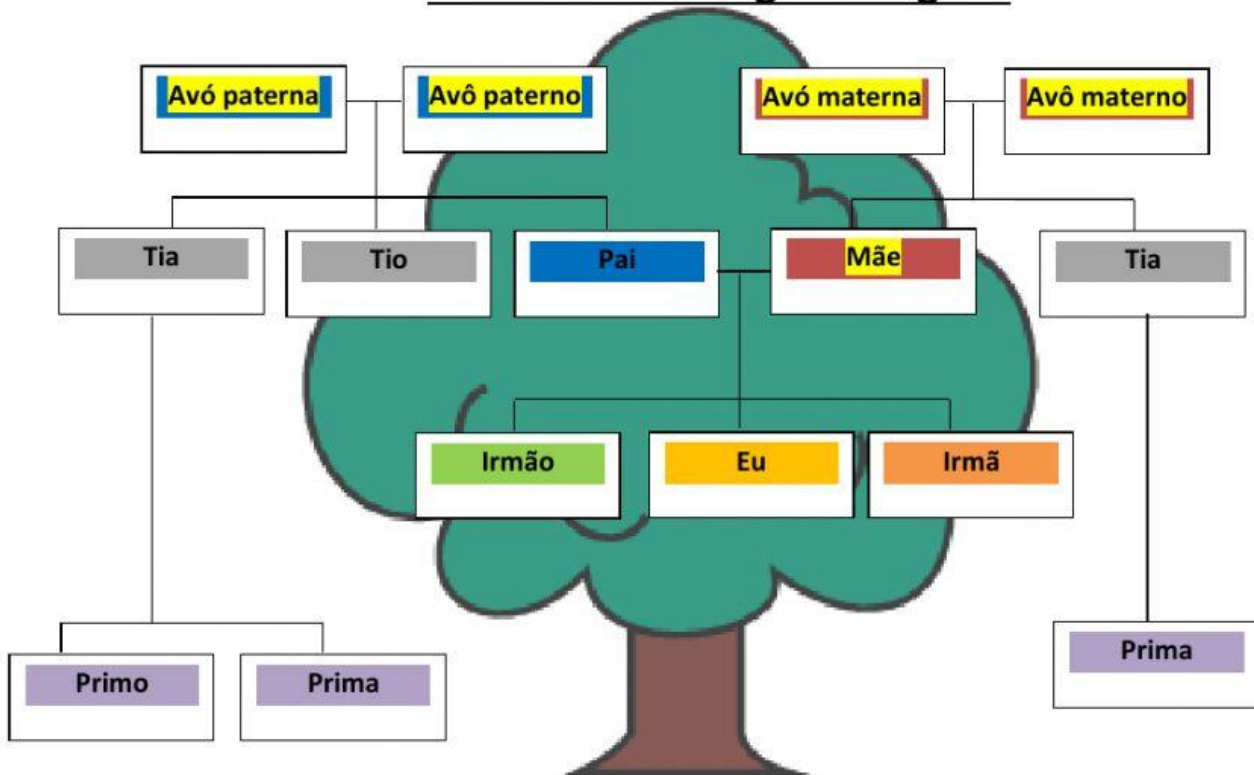 Avó paterna
Avô paterno
Avó materna
Avô materno
Tia
Tio
Pai
Mãe
Tia
Irmão
Eu
Irmã
Primo
Prima
Prima